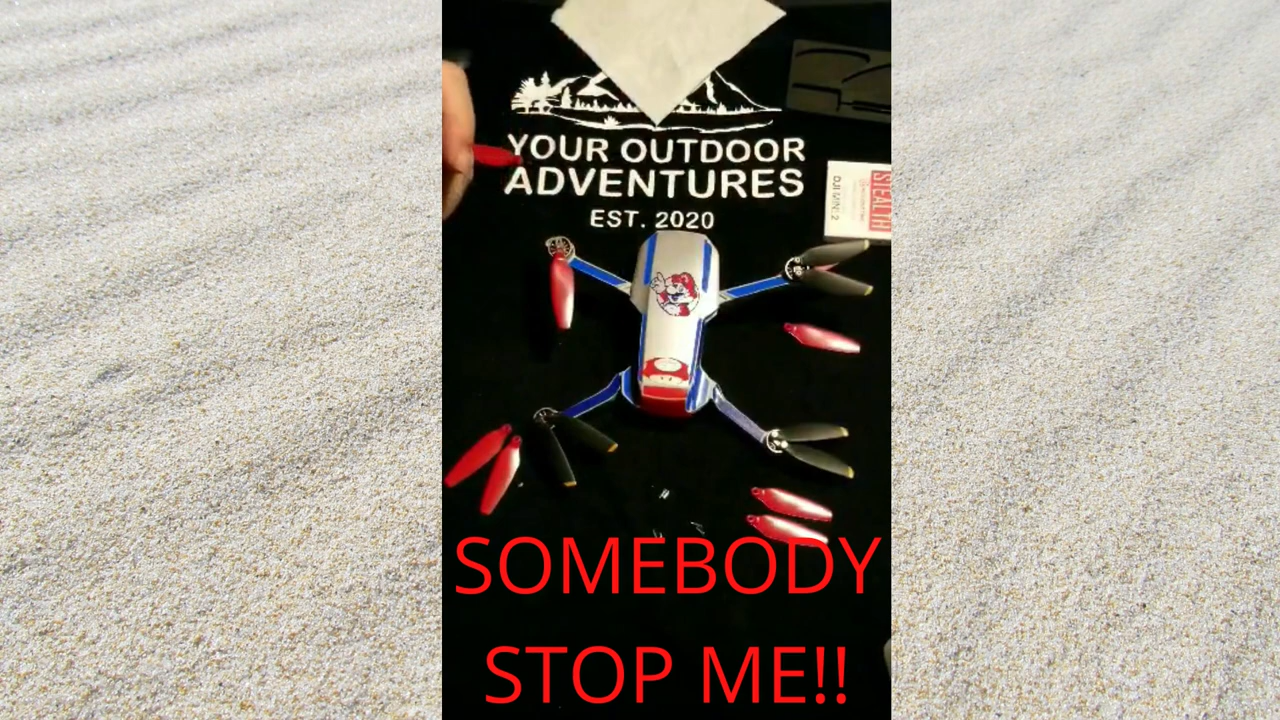 YOUR OUTDOOR
ADVENTURES
EST. 2020
STEALTH
DJI MINI 2
SOMEBODY
STOP ME!!